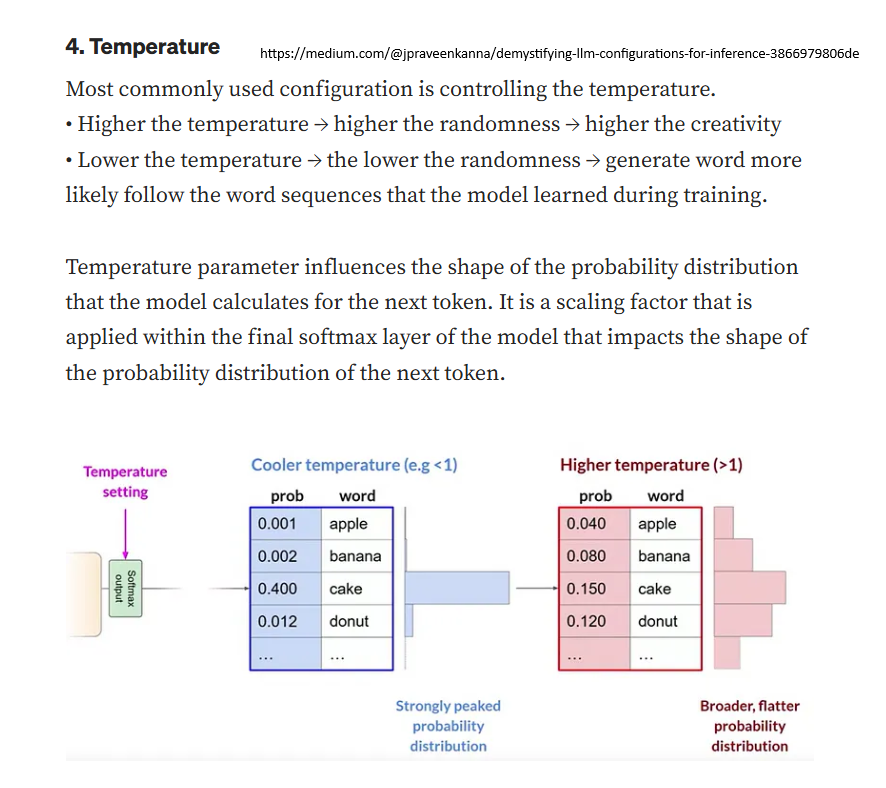 4. Temperature https://medium.com/@jpraveenkanna/demystifying-llm-configurations-for-inference-3866979806de
Most commonly used configuration is controlling the temperature.
• Higher the temperature → higher the randomness → higher the creativity
• Lower the temperature → the lower the randomness → generate word more
likely follow the word sequences that the model learned during training.
Temperature parameter influences the shape of the probability distribution
that the model calculates for the next token. It is a scaling factor that is
applied within the final softmax layer of the model that impacts the shape of
the probability distribution of the next token.
Temperature
setting
Softmax
output
Cooler temperature (e.g <1)
prob word
0.001 apple
0.002 banana
0.400 cake
0.012 donut
... ...
Strongly peaked
probability
distribution
Higher temperature (>1)
prob word
0.040 apple
0.080 banana
0.150 cake
0.120 donut
... ...
Broader, flatter
probability
distribution